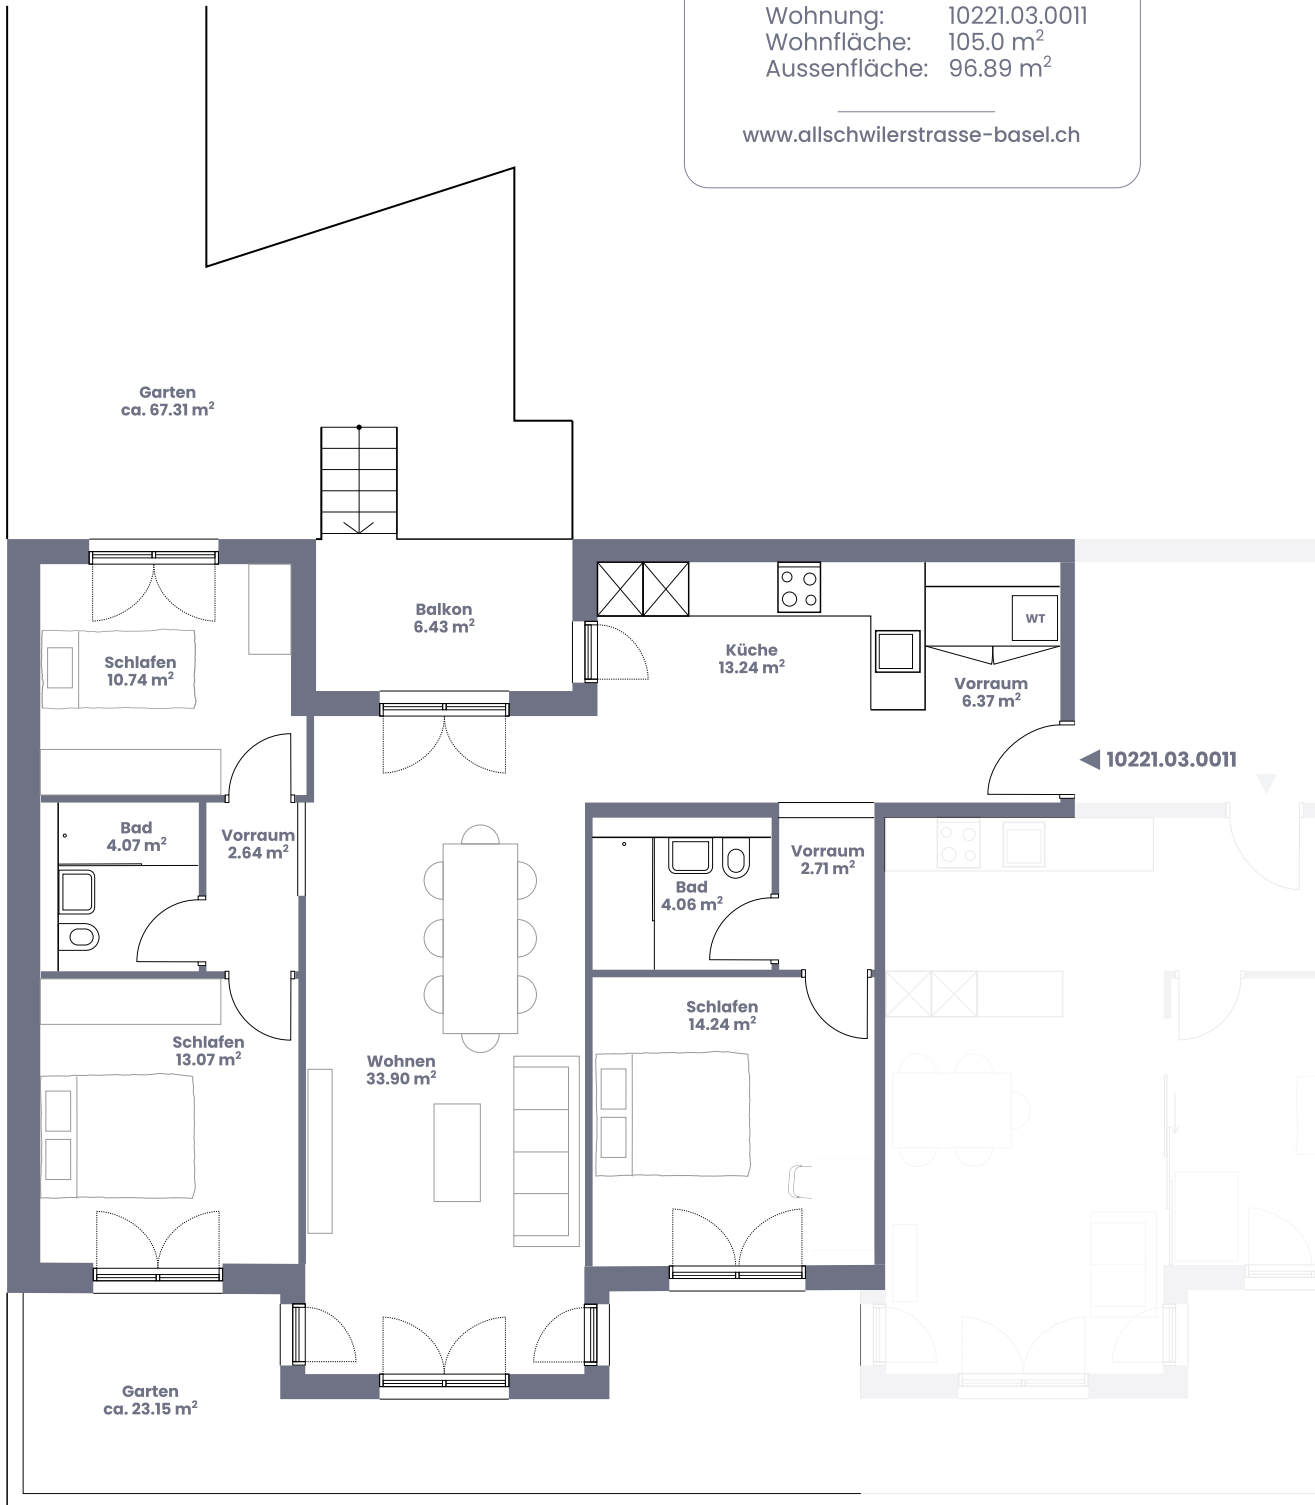 Wohnung: 10221.03.0011
Wohnfläche: 105.0 m²
Aussenfläche: 96.89 m²
www.allschwilerstrasse-basel.ch
Garten
ca. 67.31 m²
Balkon
6.43 m²
WT
Küche
13.24 m²
Schlafen
10.74 m²
Vorraum
6.37 m²
10221.03.0011
Bad
4.07 m²
Vorraum
2.64 m²
Vorraum
2.71 m²
Bad
4.06 m²
Schlafen
14.24 m²
Schlafen
13.07 m²
Wohnen
33.90 m²
Garten
ca. 23.15 m²